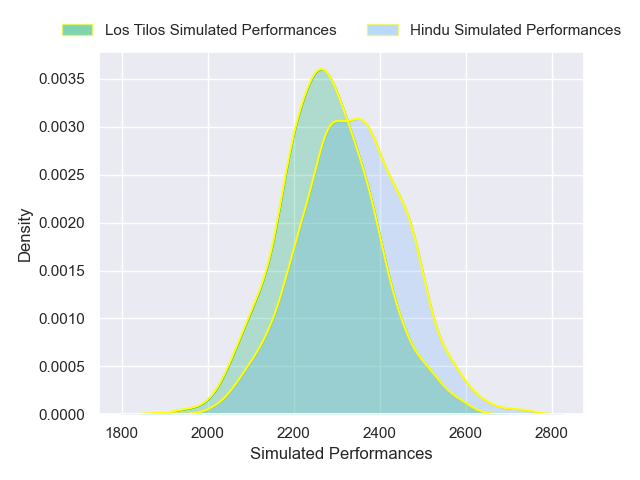 Los Tilos Simulated Performances
Hindu Simulated Performances
0.0035
0.0030
0.0025
0.0020
0.0015
0.0010
0.0005
0.0000
Density
1800 2000 2200 2400 2600 2800
Simulated Performances